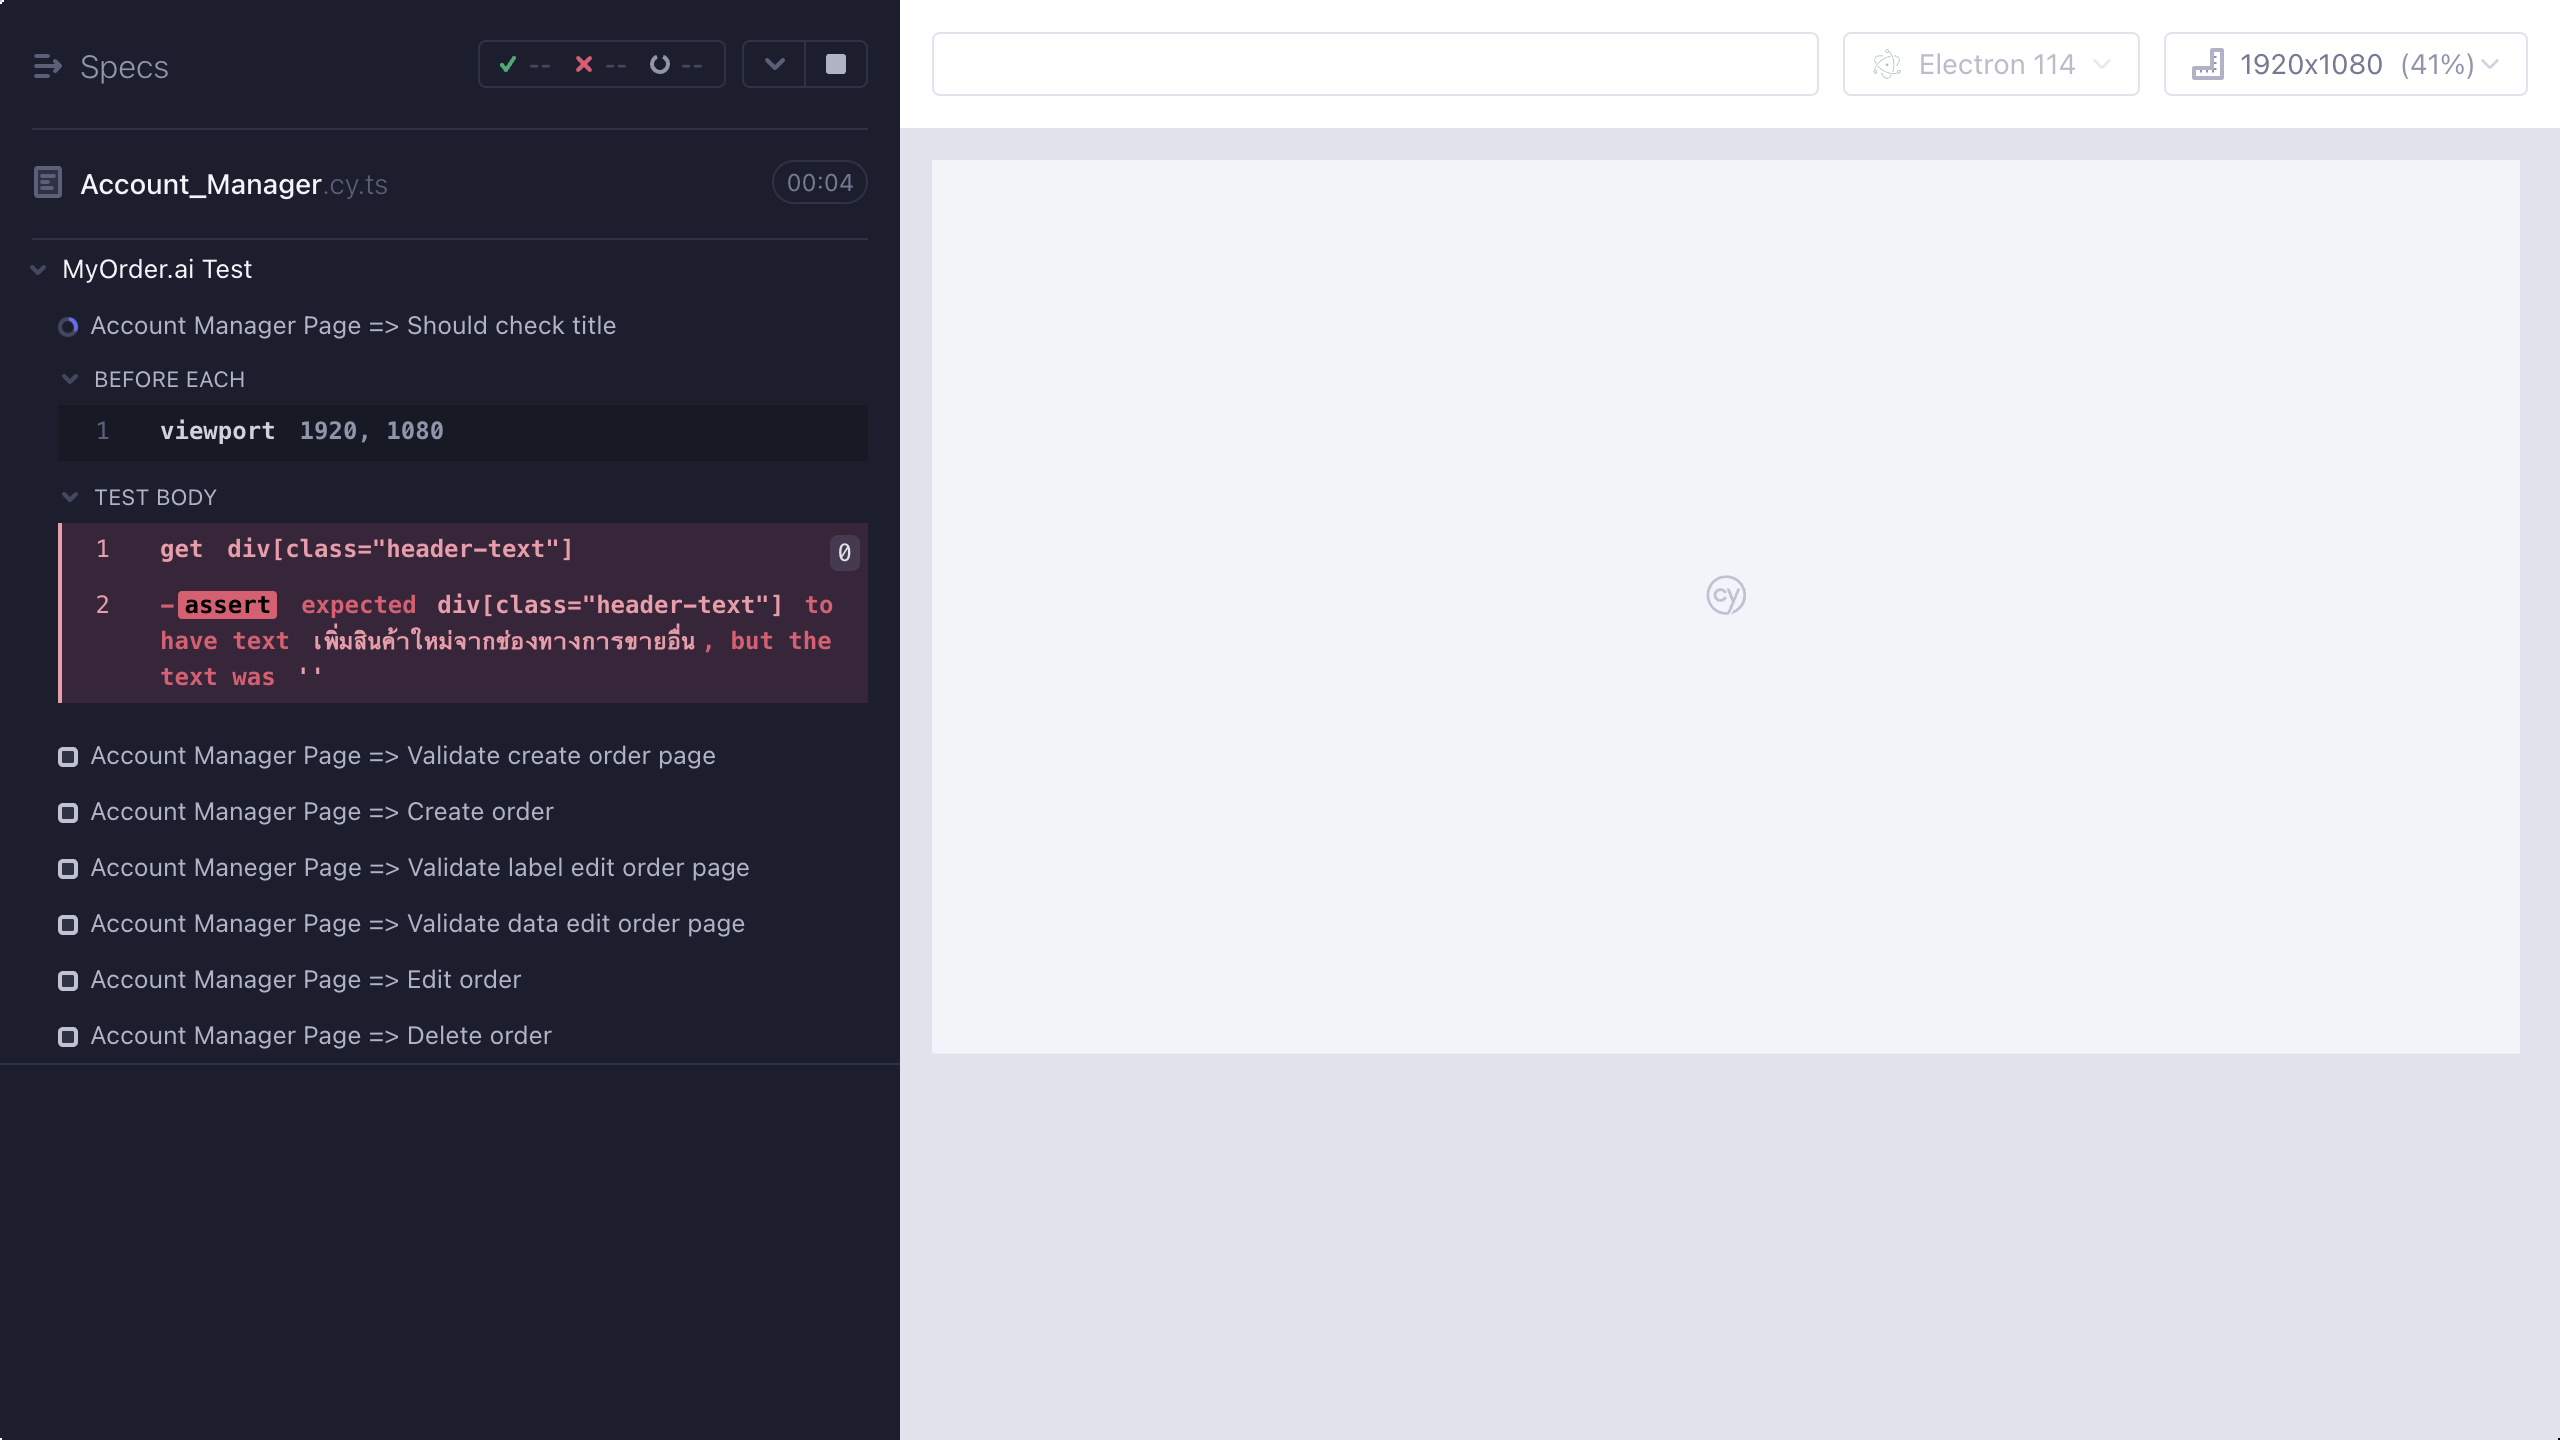 Specs
-- -- --
Electron 114
1920x1080 (41%)
Account_Manager.cy.ts
00:04
MyOrder.ai Test
Account Manager Page => Should check title
BEFORE EACH
1 viewport 1920, 1080
TEST BODY
1 get div[class="header-text"] 0
2 -assert expected div[class="header-text"] to
have text เพิ่มสินค้าใหม่จากช่องทางการขายอื่น, but the
text was ''
cy
Account Manager Page => Validate create order page
Account Manager Page => Create order
Account Maneger Page => Validate label edit order page
Account Manager Page => Validate data edit order page
Account Manager Page => Edit order
Account Manager Page => Delete order